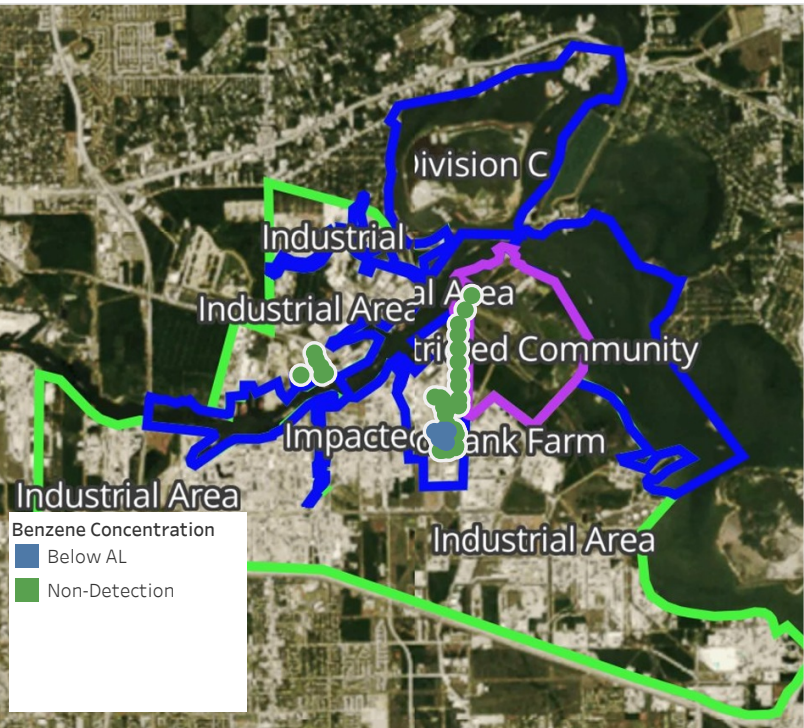 Division C
Industrial
al Area
Industrial Area
tricted Community
Impacted Tank Farm
Industrial Area
Industrial Area
Benzene Concentration
Below AL
Non-Detection